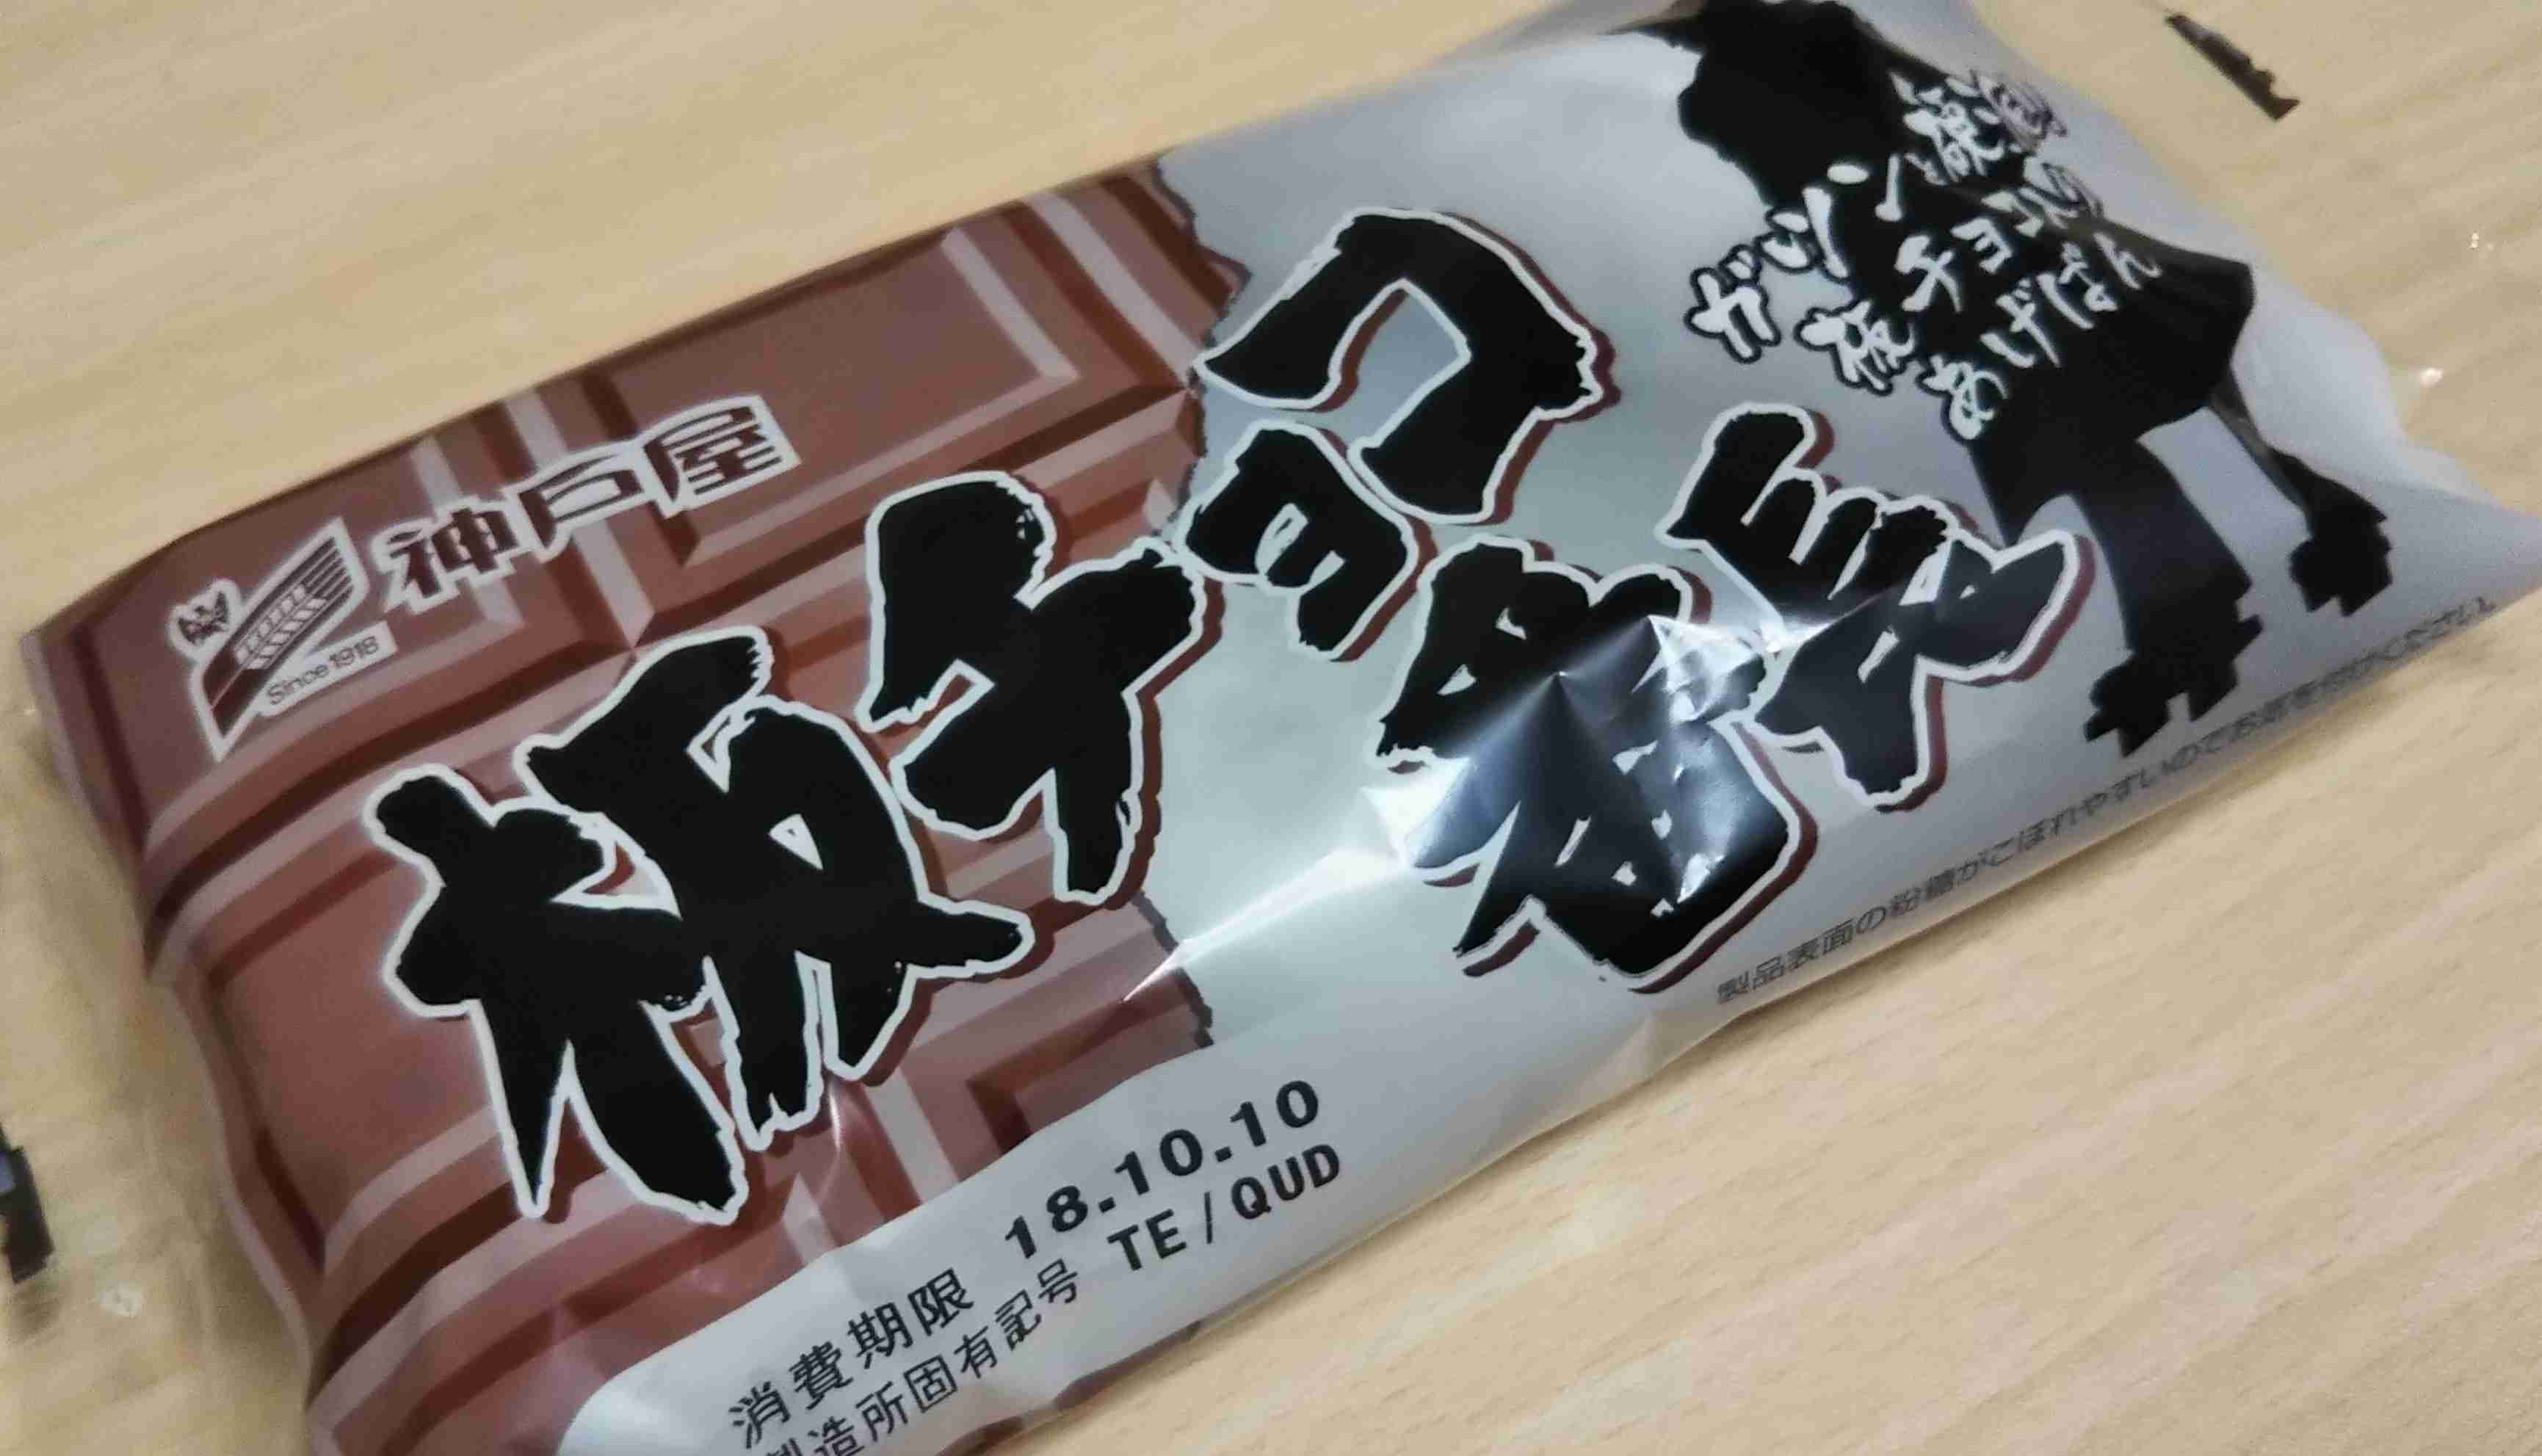 神戸屋
Since 1918
板チョコ番長
ガツンと硬派
板チョコ入り
あげぱん
製品表面の粉糖がこぼれやすいのでお気を付けください。
消費期限 18.10.10
製造所固有記号 TE/QUD